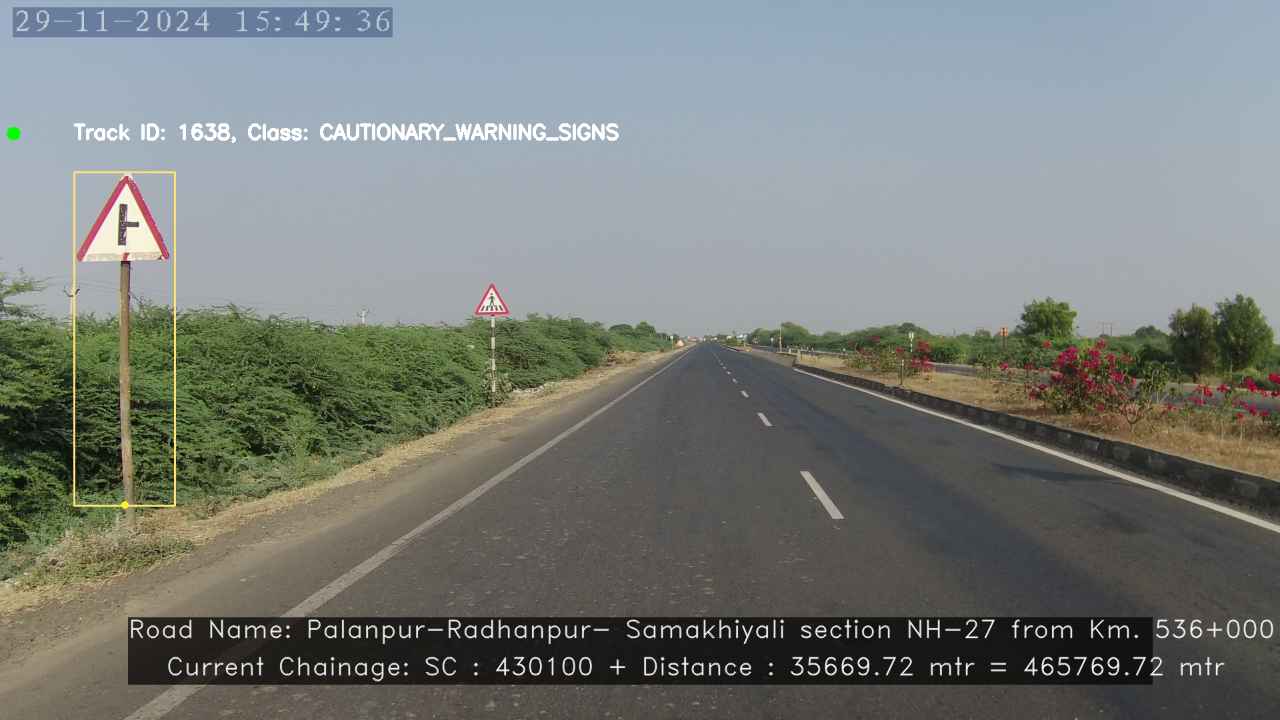 29-11-2024 15:49:36
Track ID: 1638, Class: CAUTIONARY_WARNING_SIGNS
Road Name: Palanpur-Radhanpur- Samakhiyali section NH-27 from Km. 536+000
Current Chainage: SC : 430100 + Distance : 35669.72 mtr = 465769.72 mtr